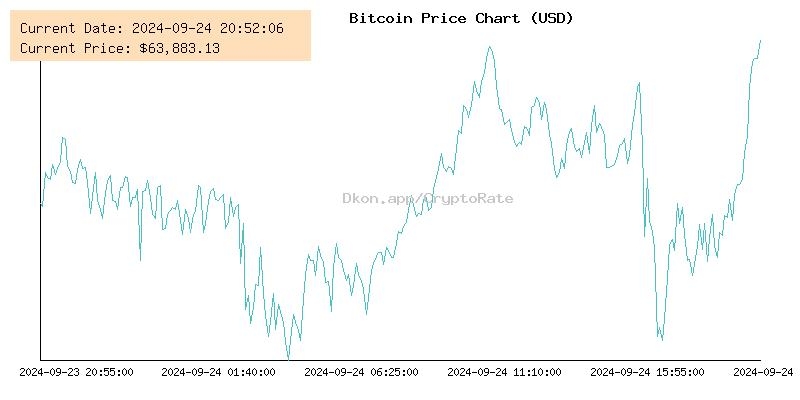 Bitcoin Price Chart (USD)
Current Date: 2024-09-24 20:52:06
Current Price: $63,883.13
Dkon.app/CryptoRate
2024-09-23 20:55:00 2024-09-24 01:40:00 2024-09-24 06:25:00 2024-09-24 11:10:00 2024-09-24 15:55:00 2024-09-24